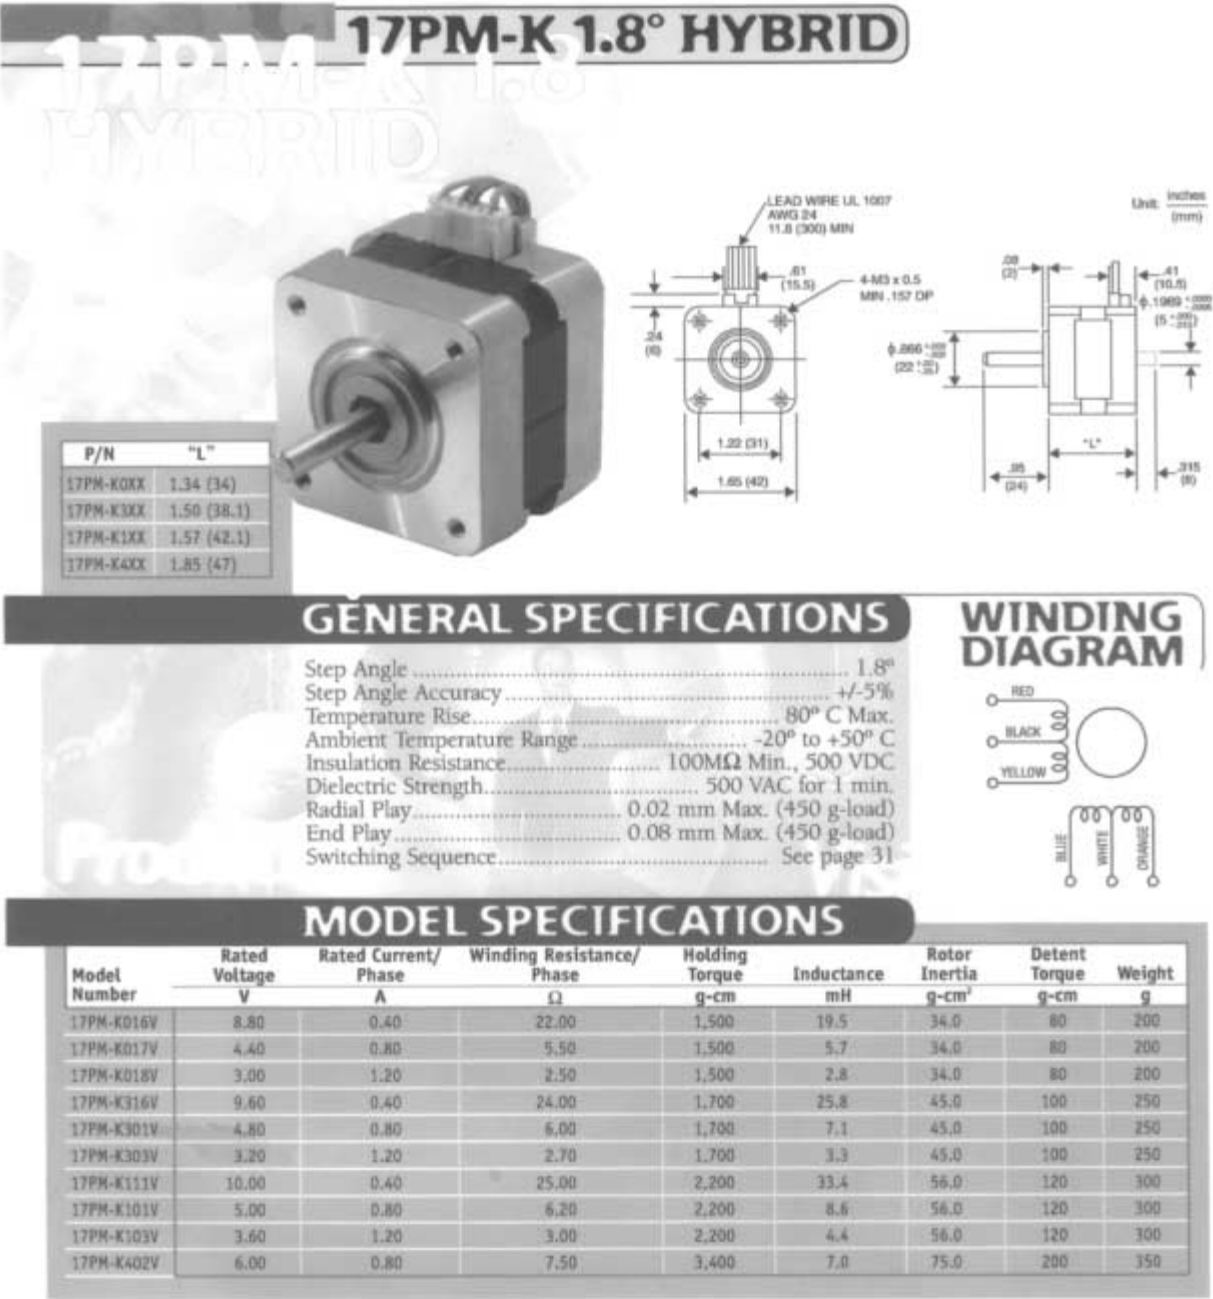 17PM-K 1.8° HYBRID
17PM-K 1.8
HYBRID
LEAD WIRE UL 1007
AWG 24
11.8 (300) MIN
Unit: inches
(mm)
.61
(15.5)
4-M3 x 0.5
MIN .157 DP
.24
(6)
1.22 (31)
1.65 (42)
.08
(2)
.41
(10.5)
ϕ.1969
(5
ϕ.866
(22
"L"
.95
(24)
.315
(8)
P/N "L"
17PM-K0XX 1.34 (34)
17PM-K3XX 1.50 (38.1)
17PM-K1XX 1.57 (42.1)
17PM-K4XX 1.85 (47)
GENERAL SPECIFICATIONS
Step Angle 1.8º
Step Angle Accuracy +/-5%
Temperature Rise 80º C Max.
Ambient Temperature Range -20º to +50º C
Insulation Resistance 100MΩ Min., 500 VDC
Dielectric Strength 500 VAC for 1 min.
Radial Play 0.02 mm Max. (450 g-load)
End Play 0.08 mm Max. (450 g-load)
Switching Sequence See page 31
WINDING
DIAGRAM
RED
BLACK
YELLOW
BLUE
WHITE
ORANGE
MODEL SPECIFICATIONS
Model Number Rated Voltage Rated Current/Phase Winding Resistance/Phase Holding Torque Inductance Rotor Inertia Detent Torque Weight
V A Ω g-cm mH g-cm² g-cm g
17PM-K016V 8.80 0.40 22.00 1,500 19.5 34.0 80 200
17PM-K017V 4.40 0.80 5.50 1,500 5.7 34.0 80 200
17PM-K018V 3.00 1.20 2.50 1,500 2.8 34.0 80 200
17PM-K316V 9.60 0.40 24.00 1,700 25.8 45.0 100 250
17PM-K301V 4.80 0.80 6.00 1,700 7.1 45.0 100 250
17PM-K303V 3.20 1.20 2.70 1,700 3.3 45.0 100 250
17PM-K111V 10.00 0.40 25.00 2,200 33.4 56.0 120 300
17PM-K101V 5.00 0.80 6.20 2,200 8.6 56.0 120 300
17PM-K103V 3.60 1.20 3.00 2,200 4.4 56.0 120 300
17PM-K402V 6.00 0.80 7.50 3,400 7.0 75.0 200 350